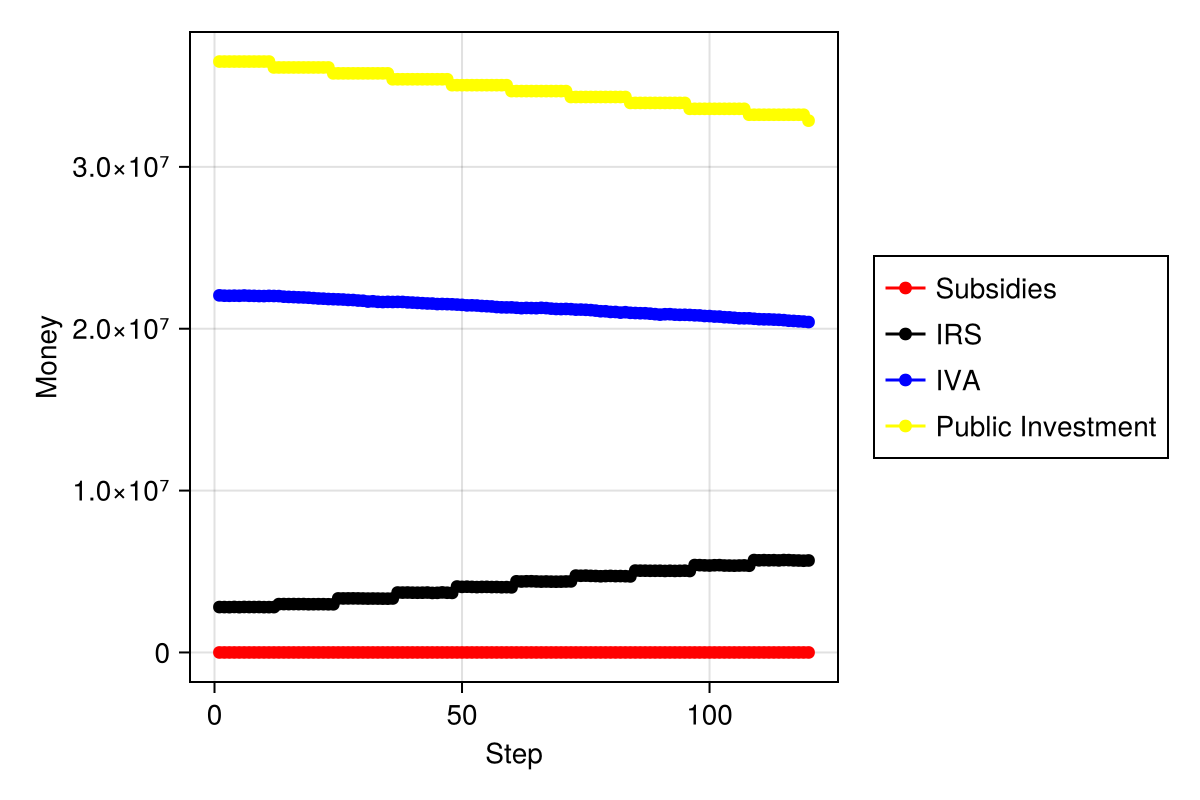 3.0×10⁷
2.0×10⁷
1.0×10⁷
0
Money
0
50
100
Step
Subsidies
IRS
IVA
Public Investment